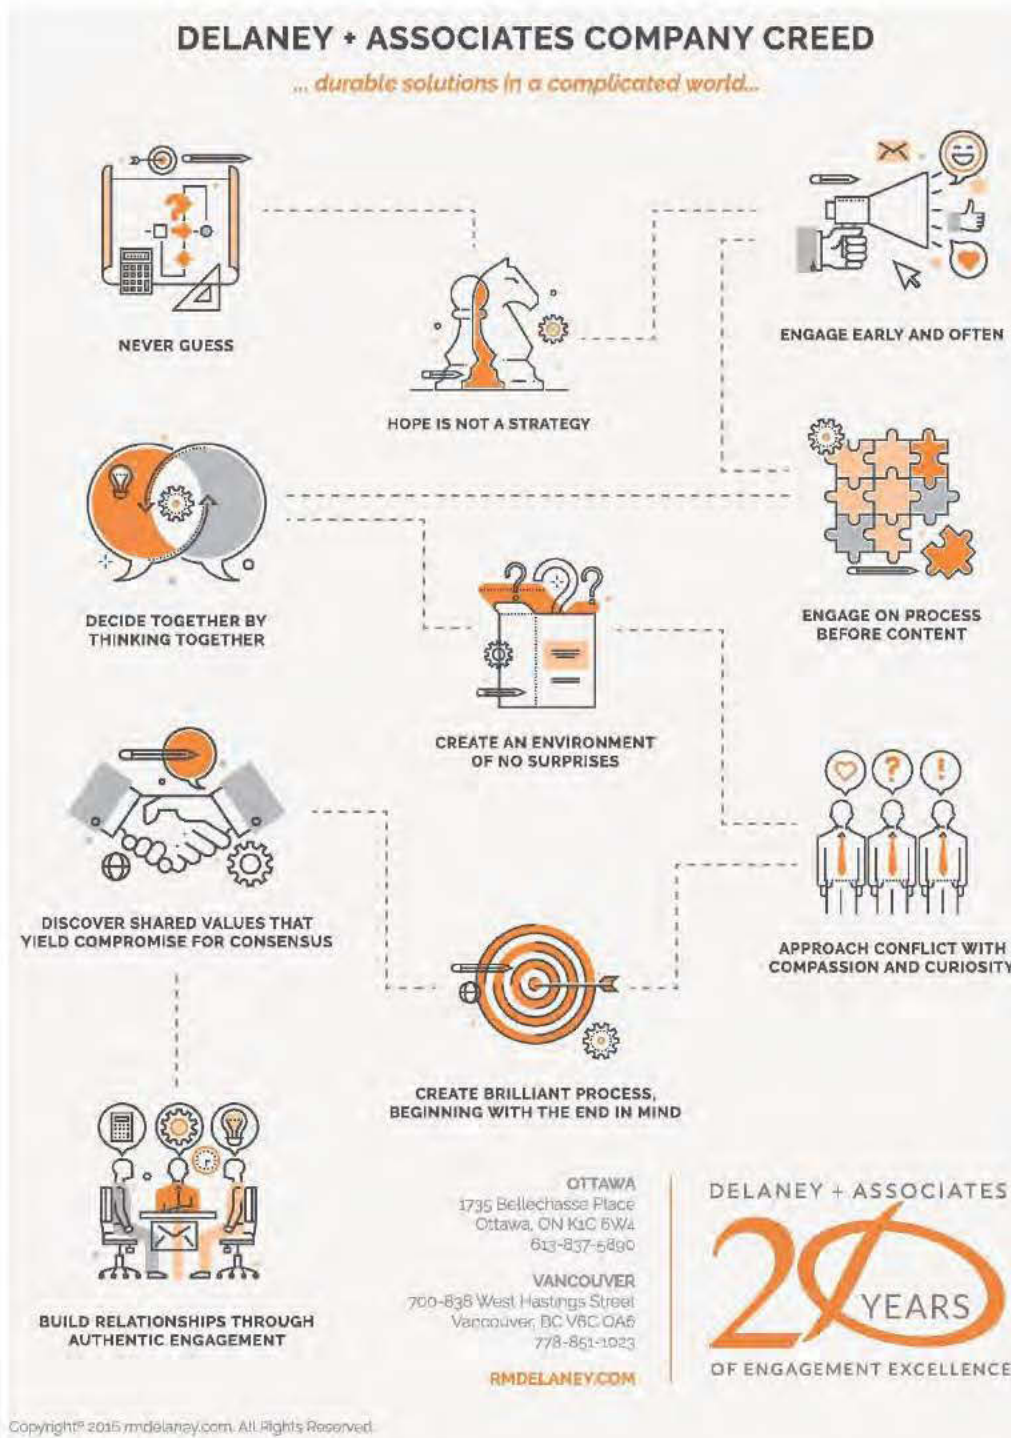 DELANEY + ASSOCIATES COMPANY CREED
... durable solutions in a complicated world...
NEVER GUESS
HOPE IS NOT A STRATEGY
ENGAGE EARLY AND OFTEN
ENGAGE ON PROCESS
BEFORE CONTENT
DECIDE TOGETHER BY
THINKING TOGETHER
CREATE AN ENVIRONMENT
OF NO SURPRISES
APPROACH CONFLICT WITH
COMPASSION AND CURIOSITY
CREATE BRILLIANT PROCESS,
BEGINNING WITH THE END IN MIND
DISCOVER SHARED VALUES THAT
YIELD COMPROMISE FOR CONSENSUS
BUILD RELATIONSHIPS THROUGH
AUTHENTIC ENGAGEMENT
OTTAWA
1735 Bellechasse Place
Ottawa, ON K1C 6W4
613-837-5890
VANCOUVER
700-838 West Hastings Street
Vancouver, BC V6C 0A6
778-851-1023
RMDELANEY.COM
DELANEY + ASSOCIATES
20 YEARS
OF ENGAGEMENT EXCELLENCE
Copyright© 2016 rmdelaney.com. All Rights Reserved.